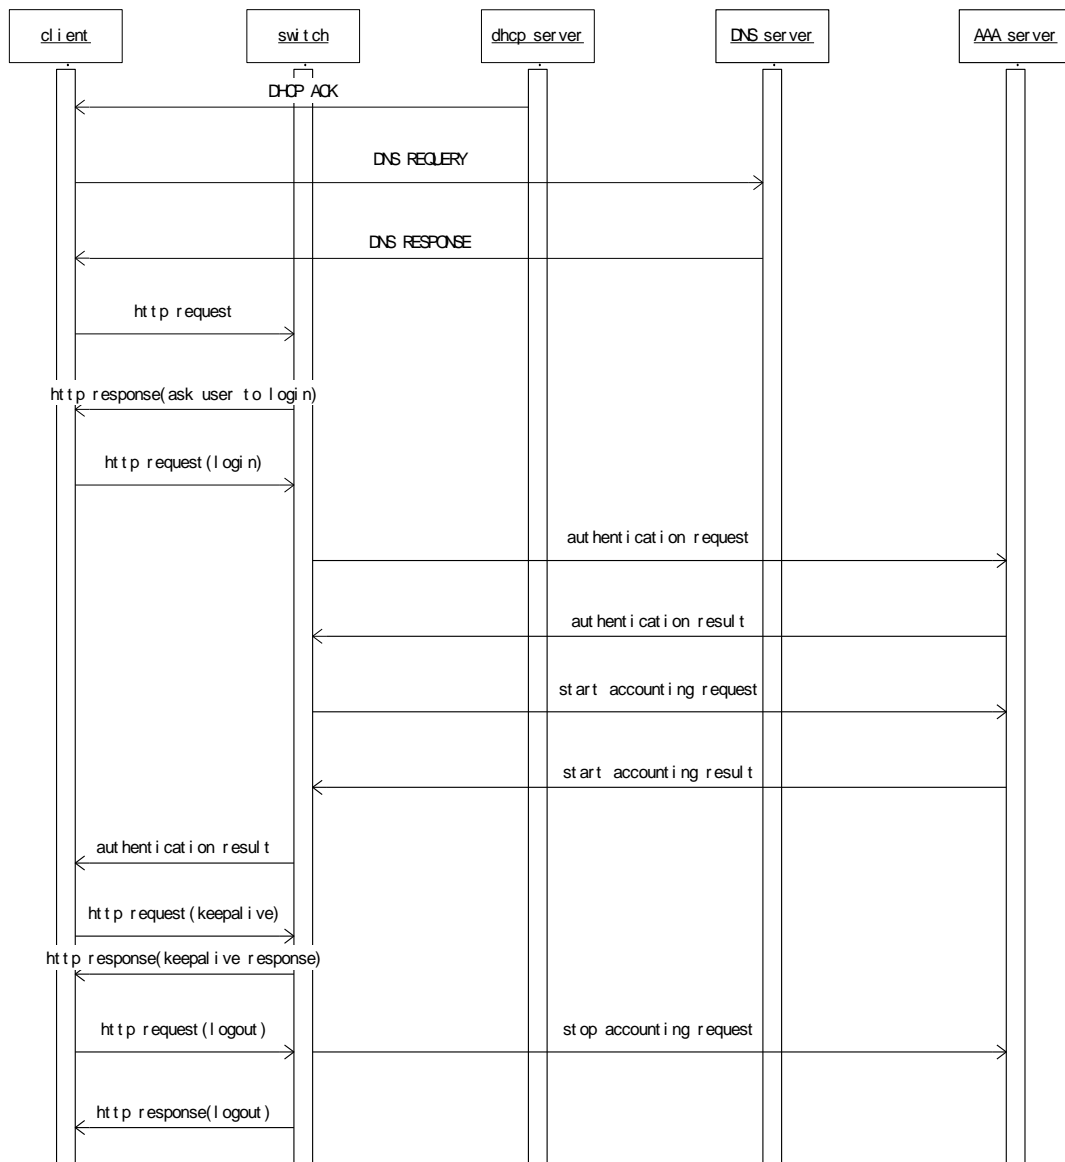 client
switch
dhcp server
DNS server
AAA server
DHCP ACK
DNS REQUERY
DNS RESPONSE
http request
http response(ask user to login)
http request(login)
authentication request
authentication result
start accounting request
start accounting result
authentication result
http request(keepalive)
http response(keepalive response)
http request(logout)
stop accounting request
http response(logout)